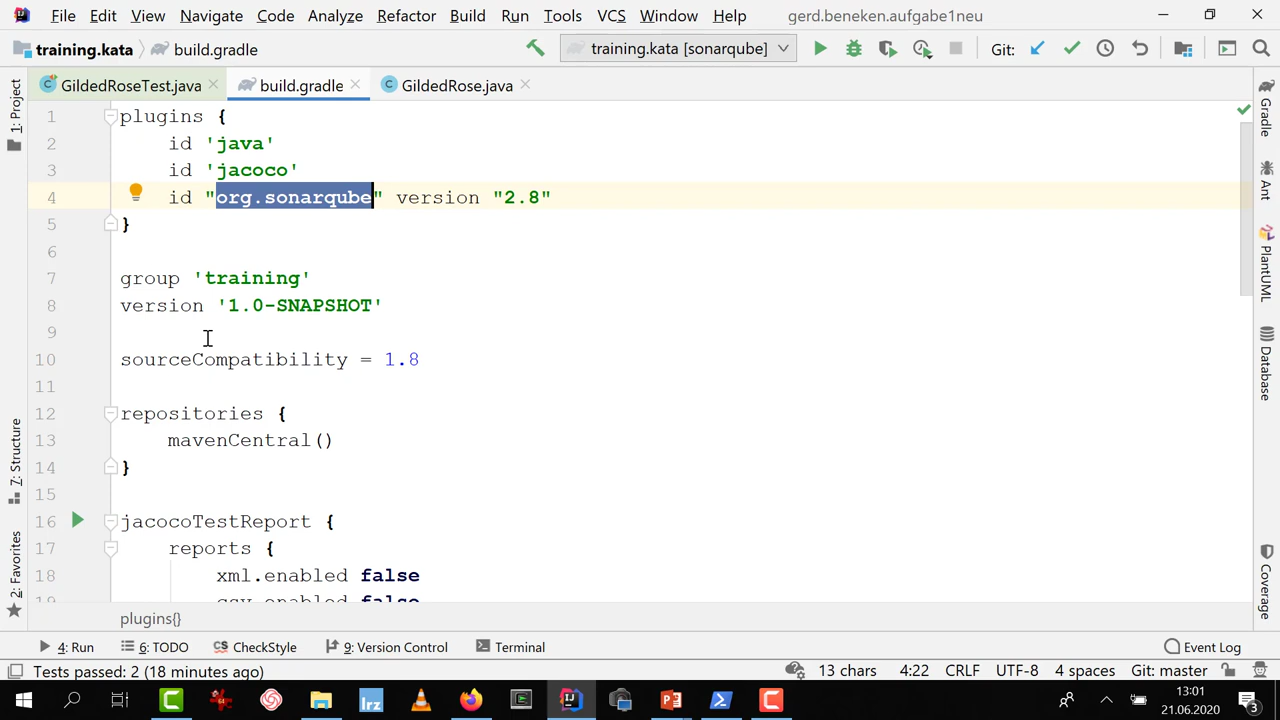 File Edit View Navigate Code Analyze Refactor Build Run Tools VCS Window Help gerd.beneken.aufgabe1neu
training.kata build.gradle training.kata [sonarqube] Git:
GildedRoseTest.java build.gradle GildedRose.java
1 plugins {
2 id 'java'
3 id 'jacoco'
4 id "org.sonarqube" version "2.8"
5 }
6
7 group 'training'
8 version '1.0-SNAPSHOT'
9
10 sourceCompatibility = 1.8
11
12 repositories {
13 mavenCentral()
14 }
15
16 jacocoTestReport {
17 reports {
18 xml.enabled false
19 csv.enabled false
plugins{}
1: Project
7: Structure
2: Favorites
Gradle
Ant
PlantUML
Database
Coverage
4: Run 6: TODO CheckStyle 9: Version Control Terminal Event Log
Tests passed: 2 (18 minutes ago) 13 chars 4:22 CRLF UTF-8 4 spaces Git: master
lrz
13:01
21.06.2020
3